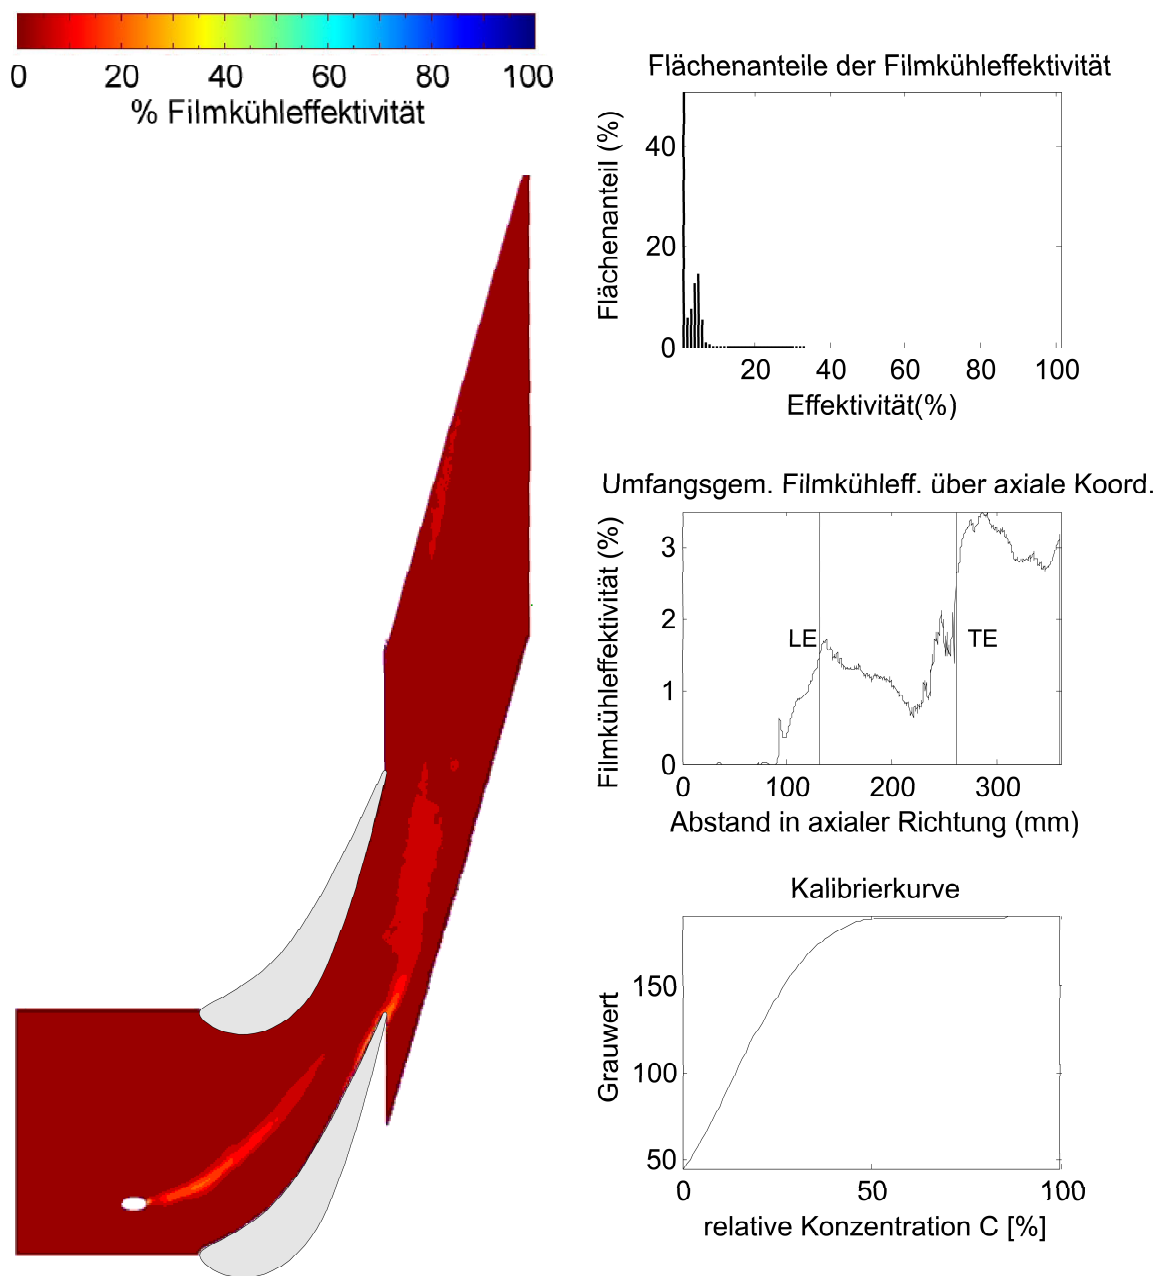 0 20 40 60 80 100
% Filmkühleffektivität
Flächenanteile der Filmkühleffektivität
Flächenanteil (%)
40
20
0
20 40 60 80 100
Effektivität(%)
Umfangsgem. Filmkühleff. über axiale Koord.
Filmkühleffektivität (%)
3
2
1
0
LE TE
0 100 200 300
Abstand in axialer Richtung (mm)
Kalibrierkurve
Grauwert
150
100
50
0 50 100
relative Konzentration C [%]